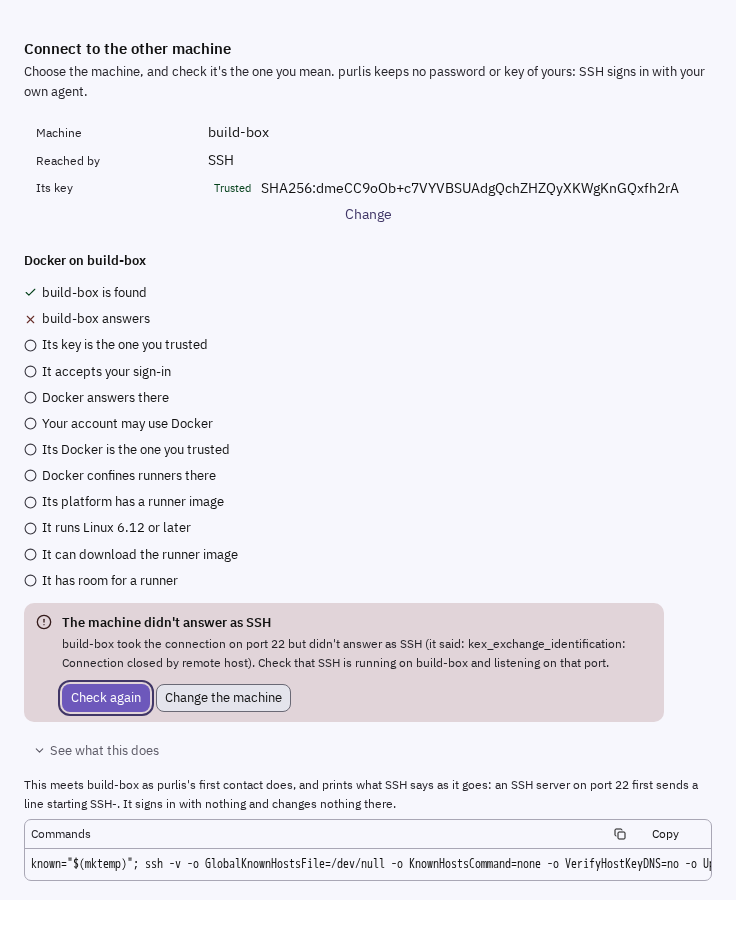 Connect to the other machine
Choose the machine, and check it's the one you mean. purlis keeps no password or key of yours: SSH signs in with your
own agent.
Machine build-box
Reached by SSH
Its key Trusted SHA256:dmeCC9oOb+c7VYVBSUAdgQchZHZQyXKWgKnGQxfh2rA
Change
Docker on build-box
build-box is found
build-box answers
Its key is the one you trusted
It accepts your sign-in
Docker answers there
Your account may use Docker
Its Docker is the one you trusted
Docker confines runners there
Its platform has a runner image
It runs Linux 6.12 or later
It can download the runner image
It has room for a runner
The machine didn't answer as SSH
build-box took the connection on port 22 but didn't answer as SSH (it said: kex_exchange_identification:
Connection closed by remote host). Check that SSH is running on build-box and listening on that port.
Check again Change the machine
See what this does
This meets build-box as purlis's first contact does, and prints what SSH says as it goes: an SSH server on port 22 first sends a
line starting SSH-. It signs in with nothing and changes nothing there.
Commands Copy
known="$(mktemp)"; ssh -v -o GlobalKnownHostsFile=/dev/null -o KnownHostsCommand=none -o VerifyHostKeyDNS=no -o